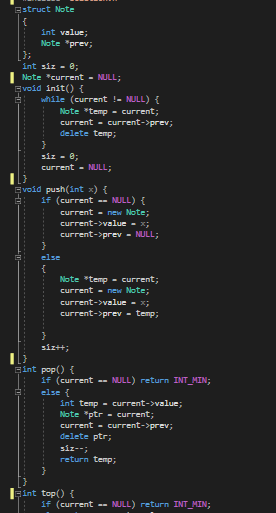 struct Note
{
int value;
Note *prev;
};
int siz = 0;
Note *current = NULL;
void init() {
while (current != NULL) {
Note *temp = current;
current = current->prev;
delete temp;
}
siz = 0;
current = NULL;
}
void push(int x) {
if (current == NULL) {
current = new Note;
current->value = x;
current->prev = NULL;
}
else
{
Note *temp = current;
current = new Note;
current->value = x;
current->prev = temp;
}
siz++;
}
int pop() {
if (current == NULL) return INT_MIN;
else {
int temp = current->value;
Note *ptr = current;
current = current->prev;
delete ptr;
siz--;
return temp;
}
}
int top() {
if (current == NULL) return INT_MIN;